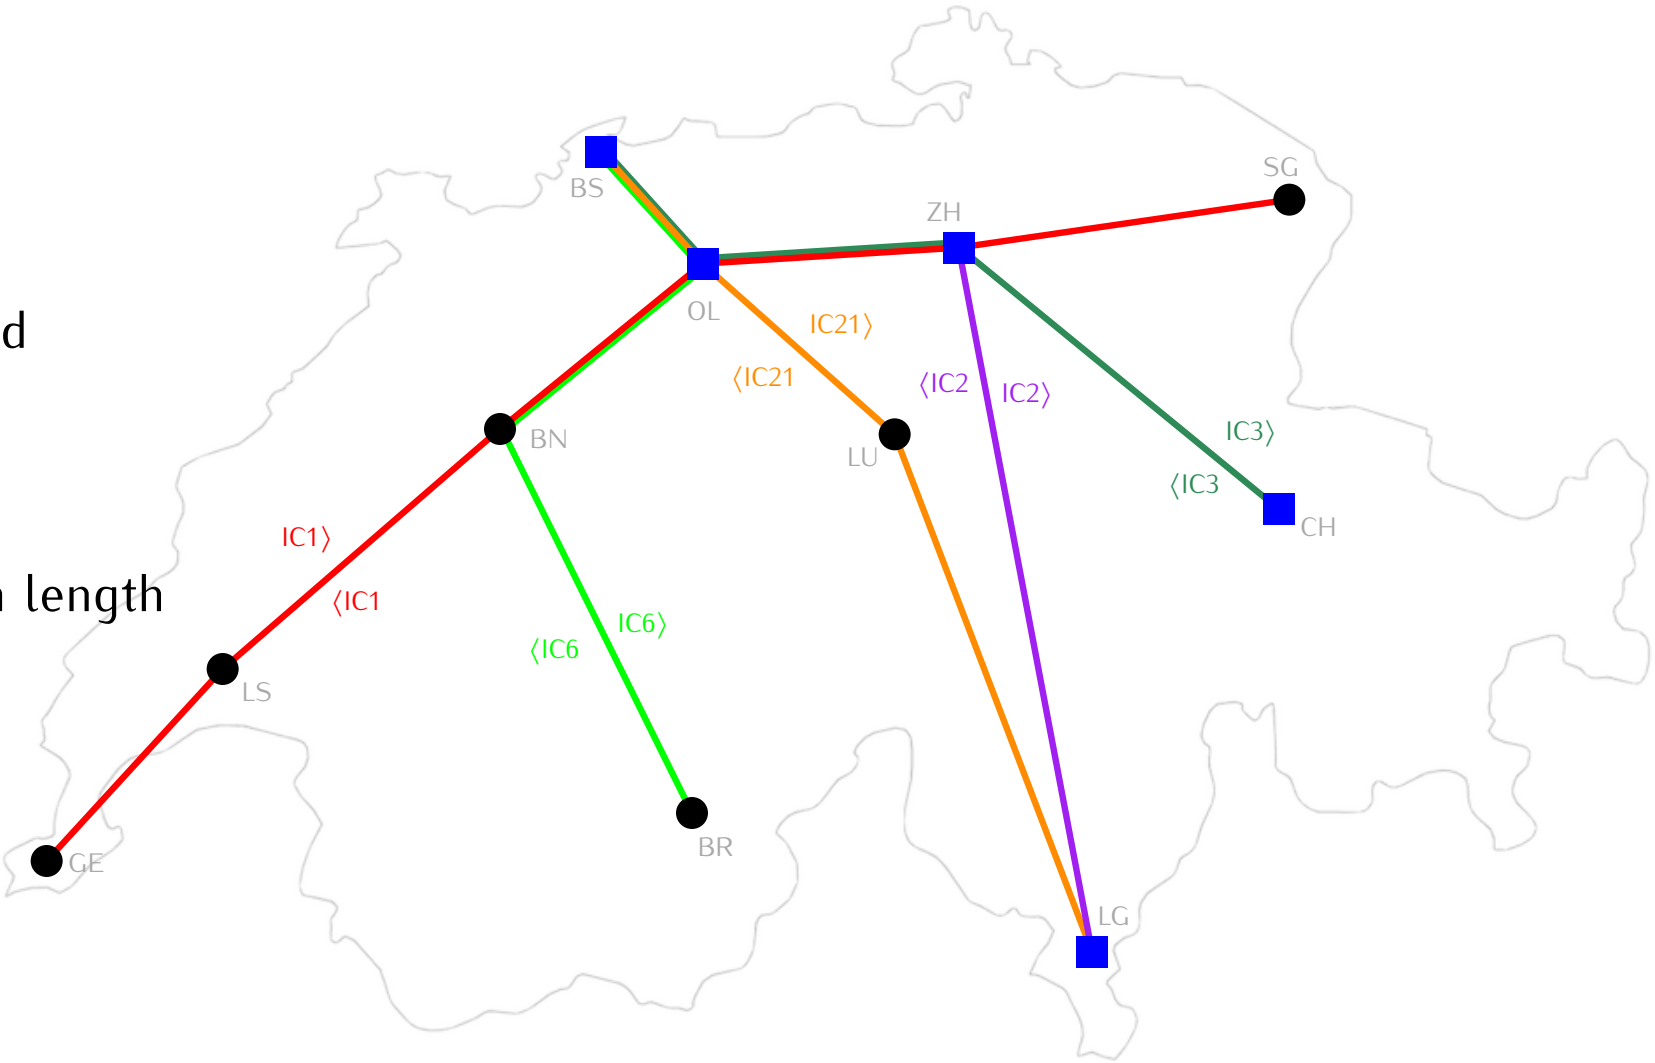 SG
BS
ZH
OL
IC21⟩
d
⟨IC21
⟨IC2
IC2⟩
BN
LU
IC3⟩
⟨IC3
CH
IC1⟩
length
⟨IC1
IC6⟩
⟨IC6
LS
BR
GE
LG